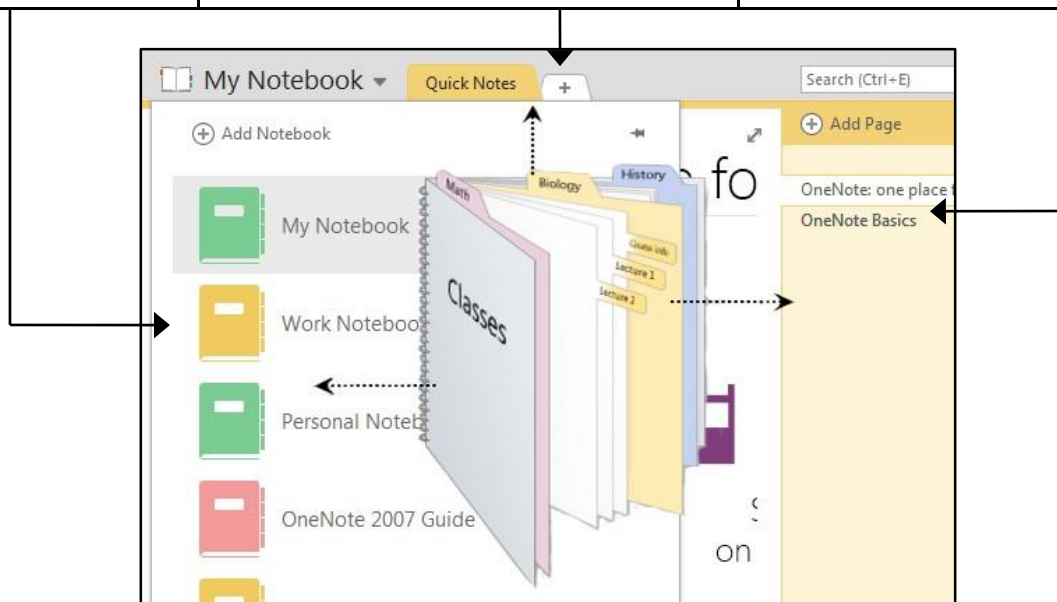 My Notebook
Quick Notes
+
Search (Ctrl+E)
Add Notebook
Add Page
fo
OneNote: one place
OneNote Basics
My Notebook
Work Noteboo
Personal Noteb
OneNote 2007 Guide
Math
Biology
History
Course info
Lecture 1
Lecture 2
Classes
on